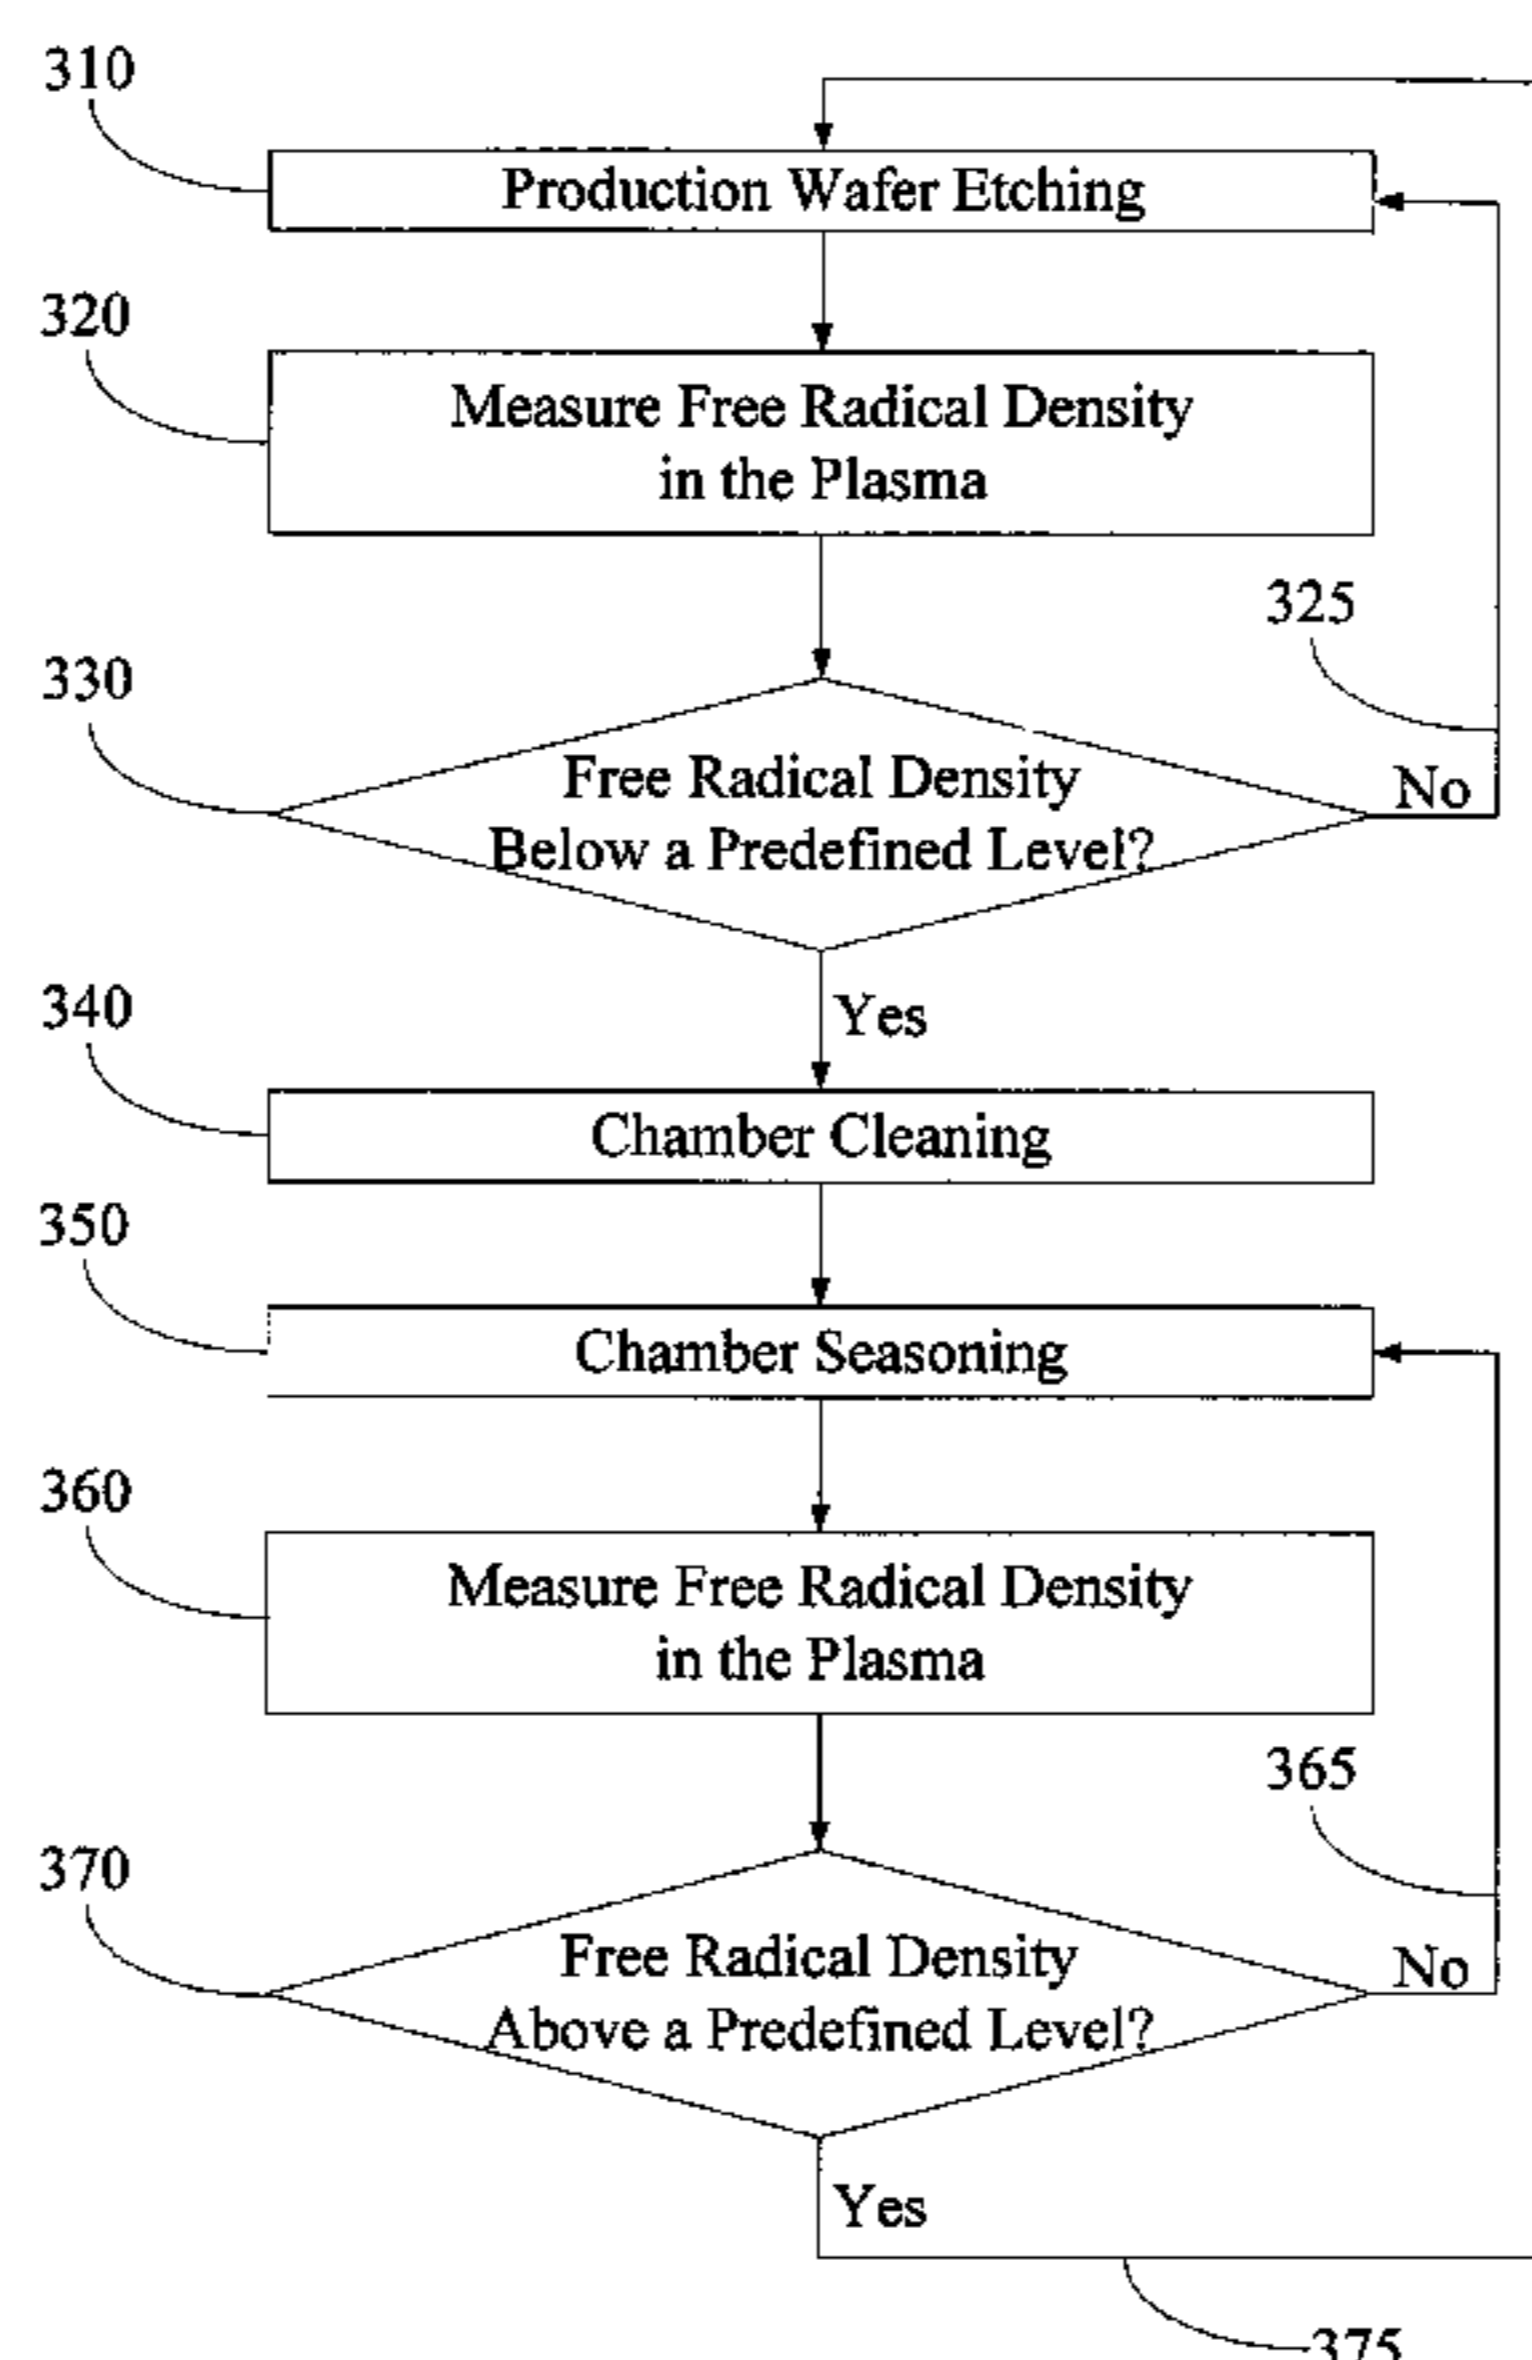 310
Production Wafer Etching
320
Measure Free Radical Density
in the Plasma
325
330
Free Radical Density
Below a Predefined Level?
No
Yes
340
Chamber Cleaning
350
Chamber Seasoning
360
Measure Free Radical Density
in the Plasma
365
370
Free Radical Density
Above a Predefined Level?
No
Yes
375